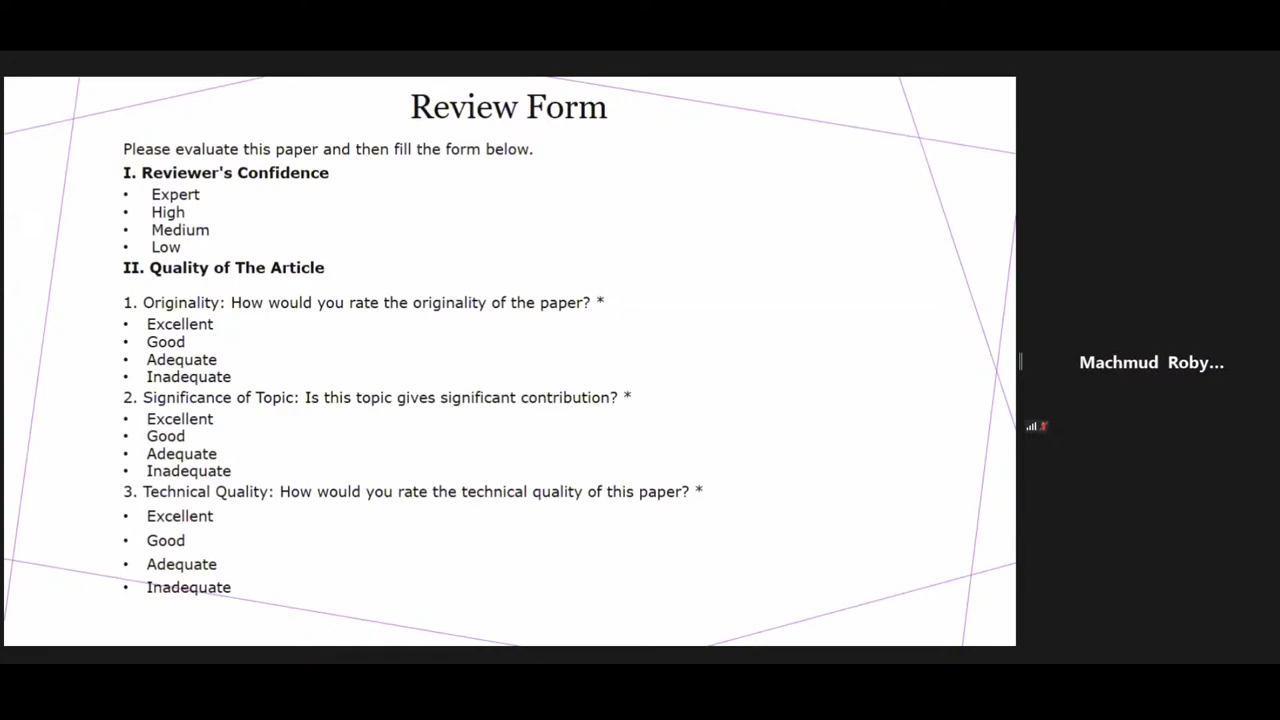 Review Form
Please evaluate this paper and then fill the form below.
I. Reviewer's Confidence
• Expert
• High
• Medium
• Low
II. Quality of The Article
1. Originality: How would you rate the originality of the paper? *
• Excellent
• Good
• Adequate
• Inadequate
2. Significance of Topic: Is this topic gives significant contribution? *
• Excellent
• Good
• Adequate
• Inadequate
3. Technical Quality: How would you rate the technical quality of this paper? *
• Excellent
• Good
• Adequate
• Inadequate
Machmud Roby...